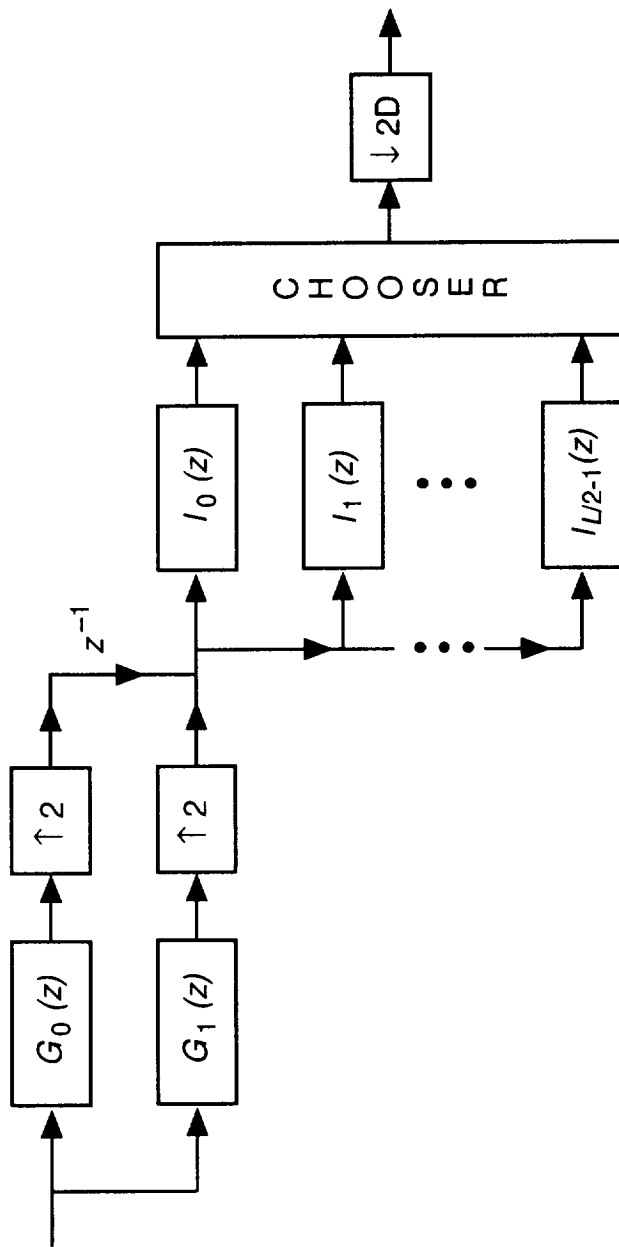 G0(z)
↑2
z−1
G1(z)
↑2
I0(z)
I1(z)
IL/2-1(z)
CHOOSER
↓2D